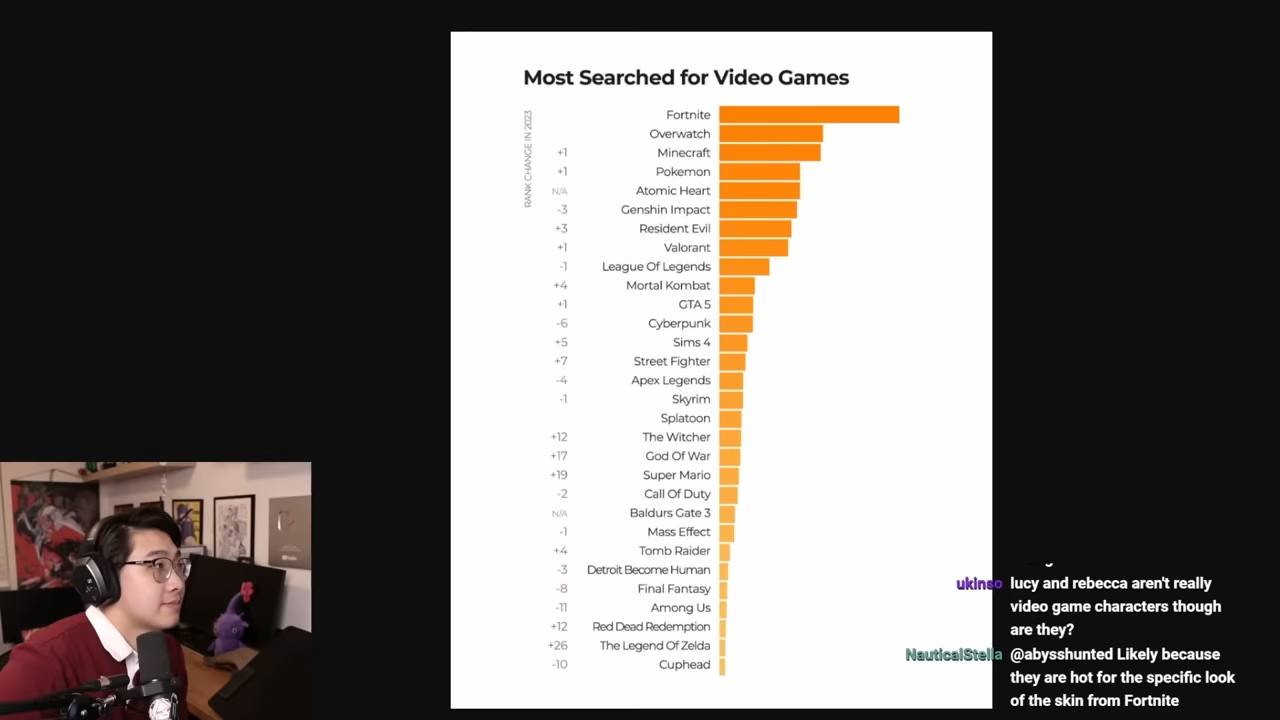 Most Searched for Video Games
RANK CHANGE IN 2023
Fortnite
Overwatch
+1 Minecraft
+1 Pokemon
N/A Atomic Heart
-3 Genshin Impact
+3 Resident Evil
+1 Valorant
-1 League Of Legends
+4 Mortal Kombat
+1 GTA 5
-6 Cyberpunk
+5 Sims 4
+7 Street Fighter
-4 Apex Legends
-1 Skyrim
Splatoon
+12 The Witcher
+17 God Of War
+19 Super Mario
-2 Call Of Duty
N/A Baldurs Gate 3
-1 Mass Effect
+4 Tomb Raider
-3 Detroit Become Human
-8 Final Fantasy
-11 Among Us
+12 Red Dead Redemption
+26 The Legend Of Zelda
-10 Cuphead
ukinso lucy and rebecca aren't really
video game characters though
are they?
NauticalStella @abysshunted Likely because
they are hot for the specific look
of the skin from Fortnite